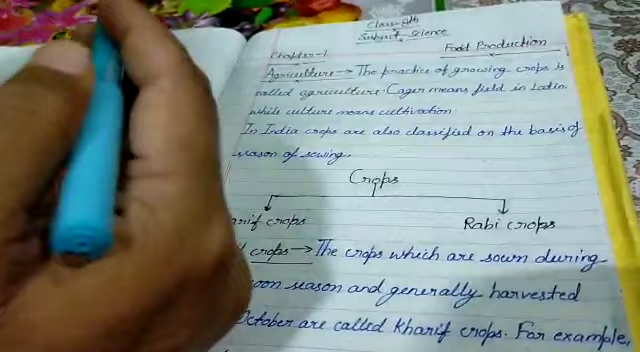 Class-8th
Subject-Science
Chapter-1
Food Production
Agriculture→ The practice of growing crops is
called agriculture. Cager means field in Latin
while culture means cultivation.
In India crops are also classified on the basis of
season of sowing.
Crops
crops
Rabi crops
crops→ The crops which are sown during
season and generally harvested
October are called Kharif crops. For example,